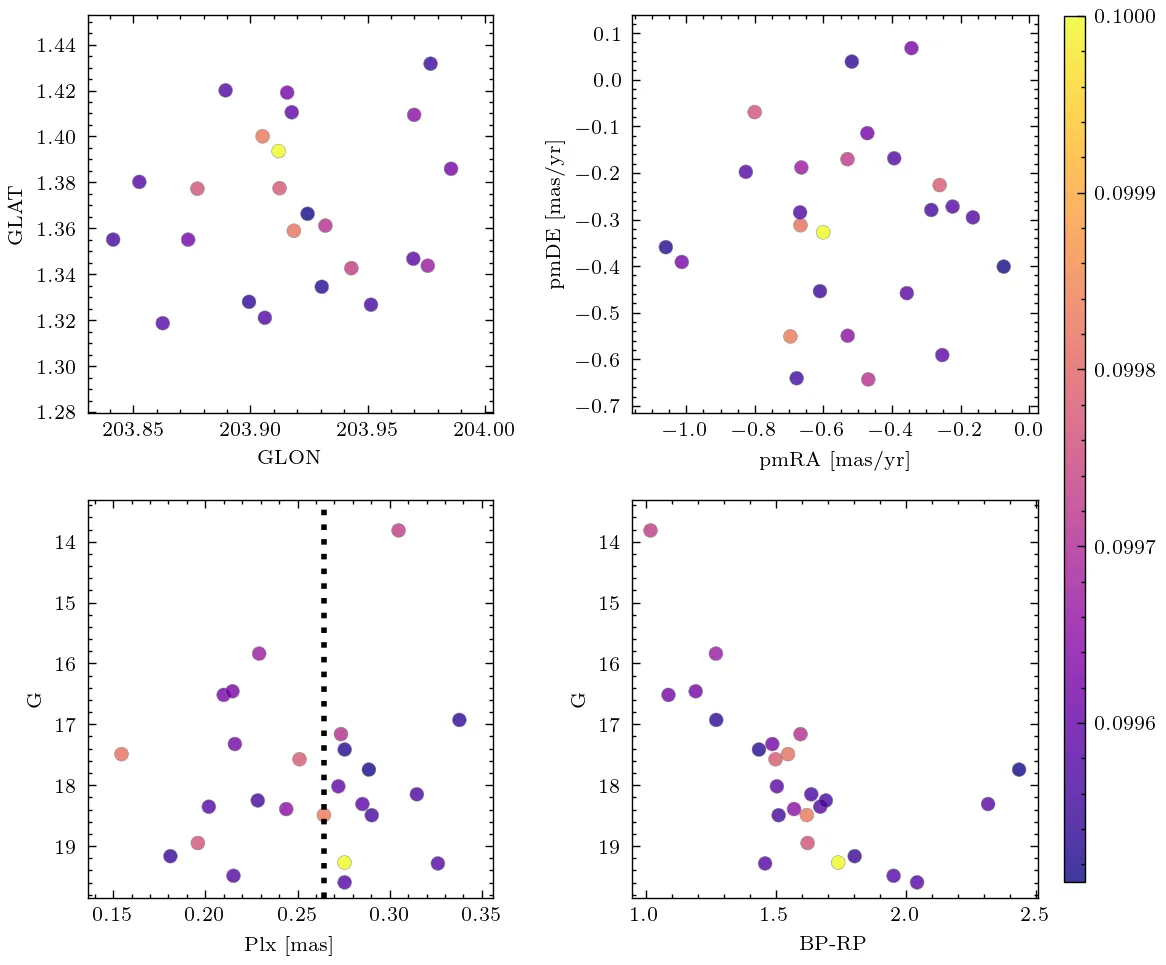 1.44
1.42
1.40
1.38
1.36
1.34
1.32
1.30
1.28
GLAT
203.85 203.90 203.95 204.00
GLON
0.1
0.0
−0.1
−0.2
−0.3
−0.4
−0.5
−0.6
−0.7
pmDE [mas/yr]
−1.0 −0.8 −0.6 −0.4 −0.2 0.0
pmRA [mas/yr]
0.1000
0.0999
0.0998
0.0997
0.0996
14
15
16
17
18
19
G
0.15 0.20 0.25 0.30 0.35
Plx [mas]
14
15
16
17
18
19
G
1.0 1.5 2.0 2.5
BP-RP